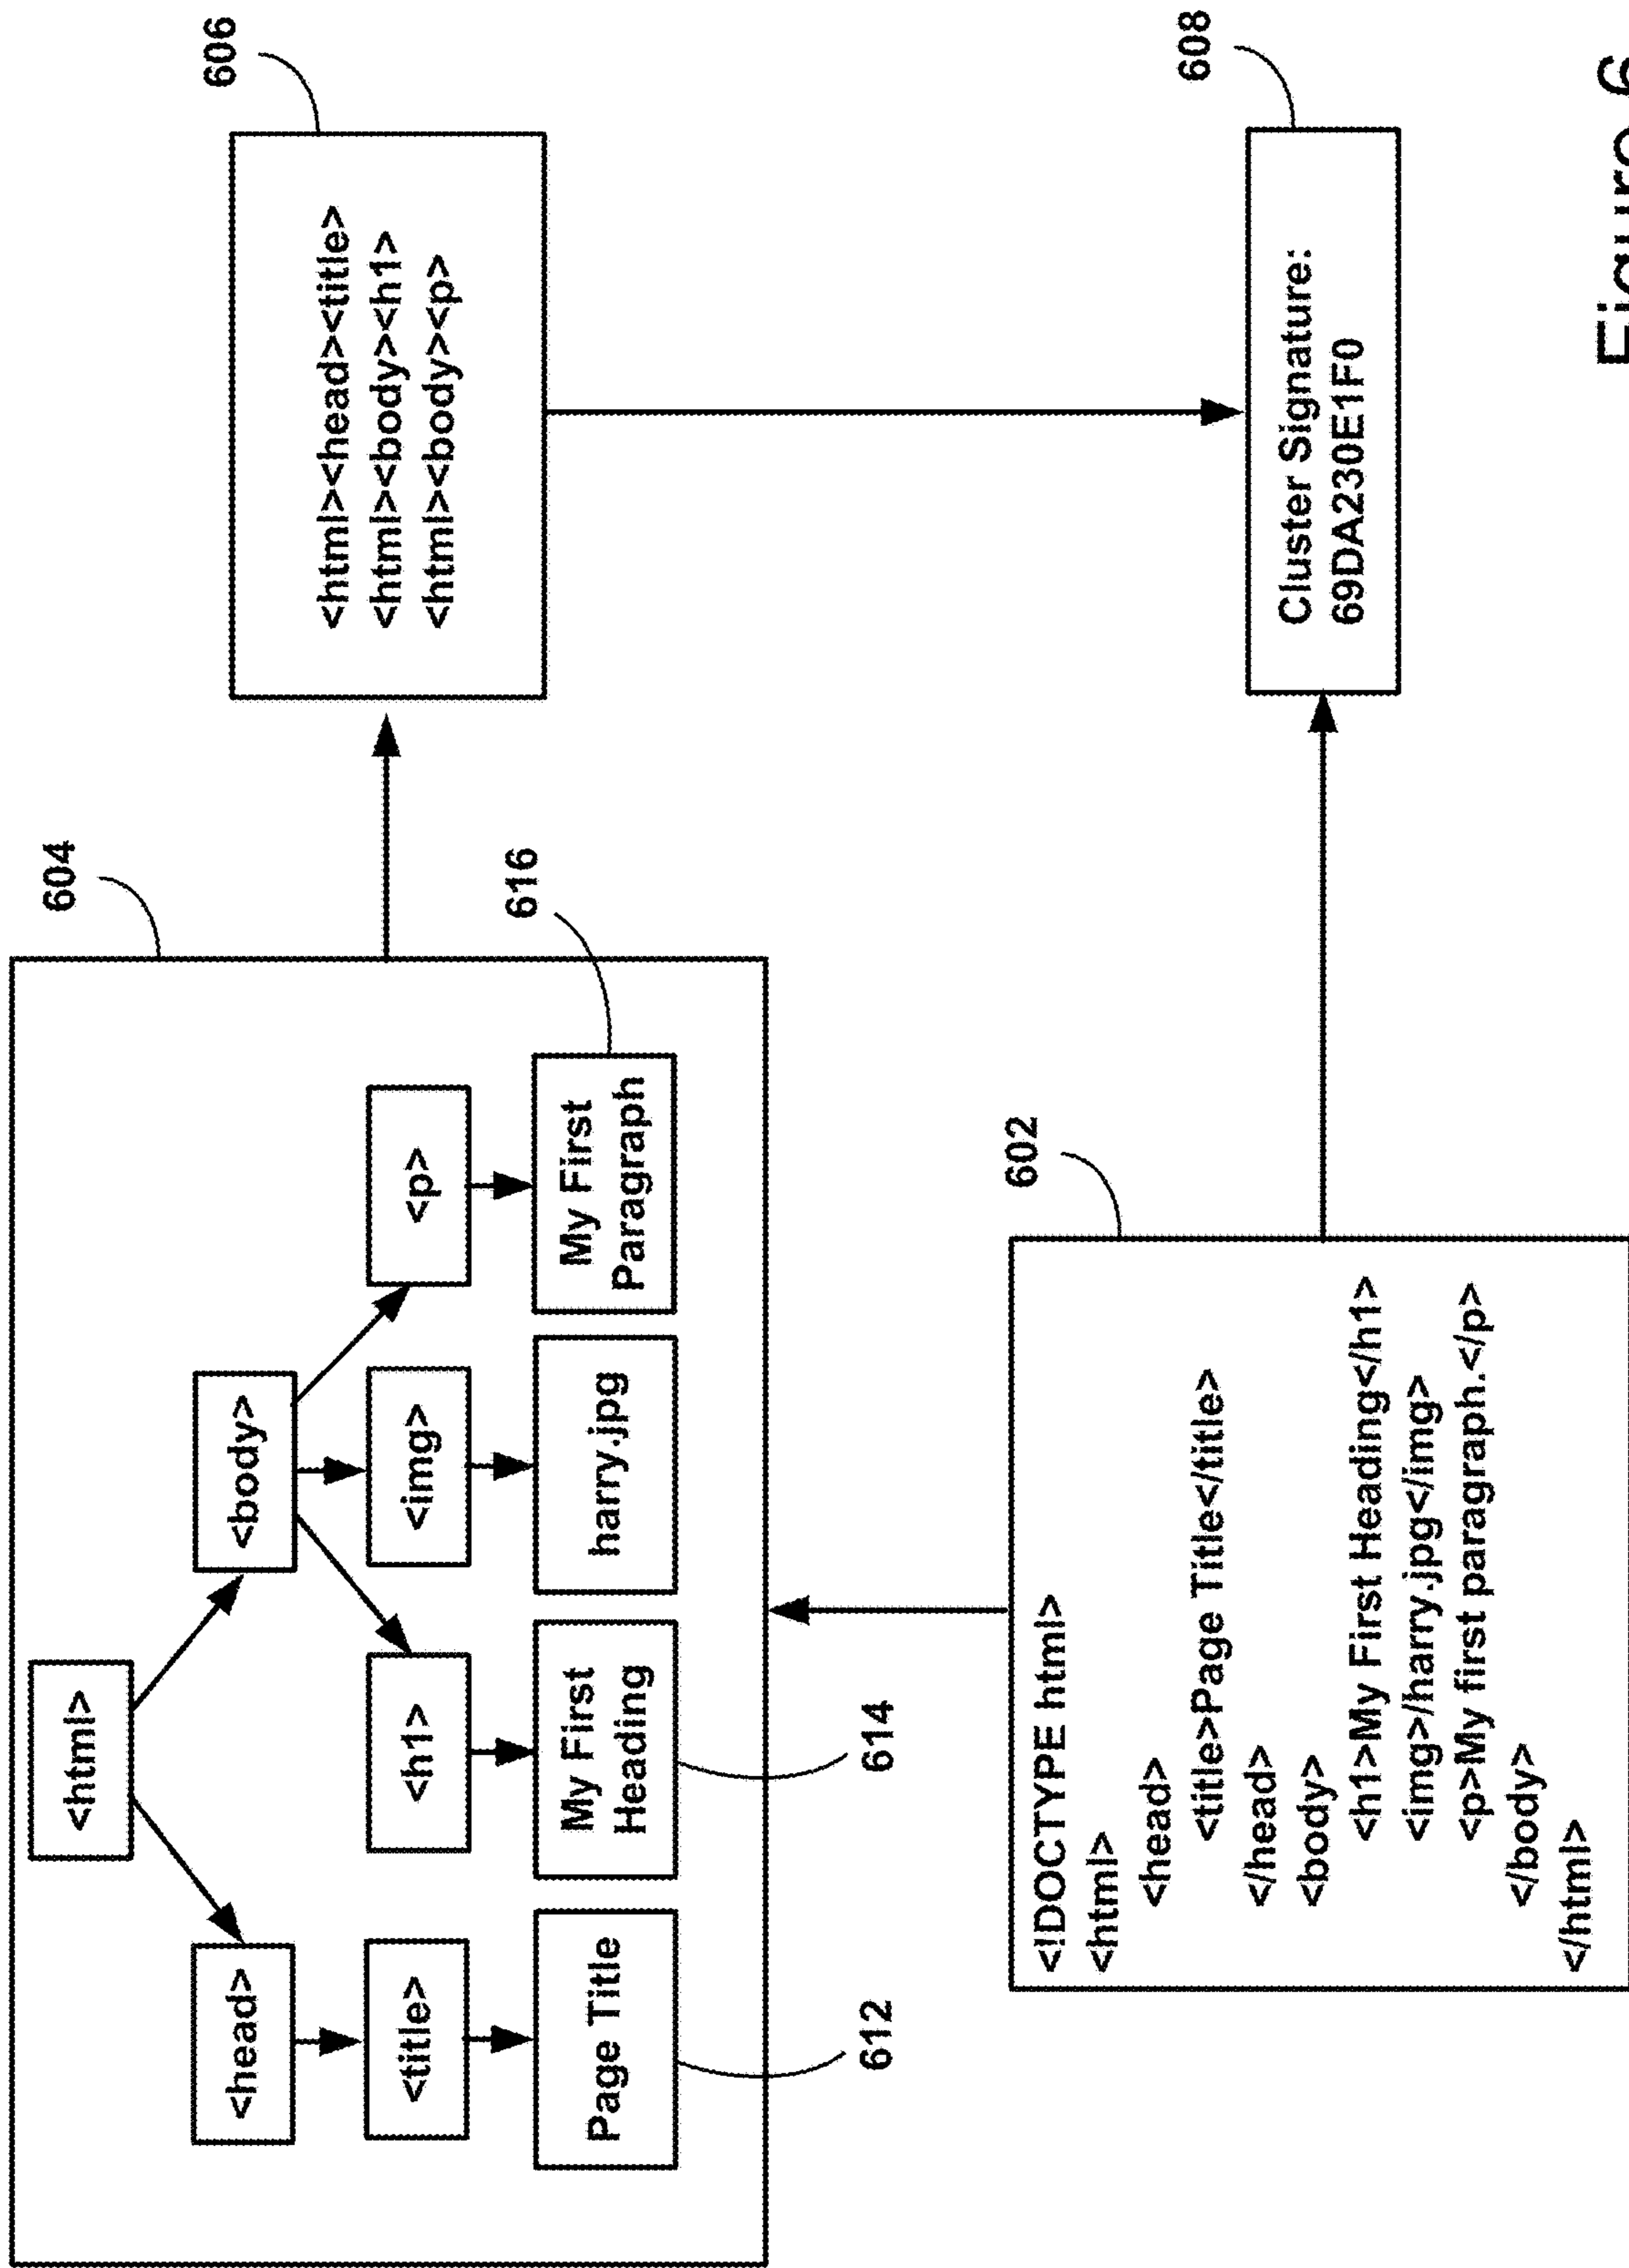 604
<html>
<head>
<body>
<title>
<h1>
<img>
<p>
Page Title
My First
Heading
harry.jpg
My First
Paragraph
612
614
616
606
<html><head><title>
<html><body><h1>
<html><body><p>
602
<!DOCTYPE html>
<html>
<head>
<title>Page Title</title>
</head>
<body>
<h1>My First Heading</h1>
<img>/harry.jpg</img>
<p>My first paragraph.</p>
</body>
</html>
608
Cluster Signature:
69DA230E1F0
Figure 6